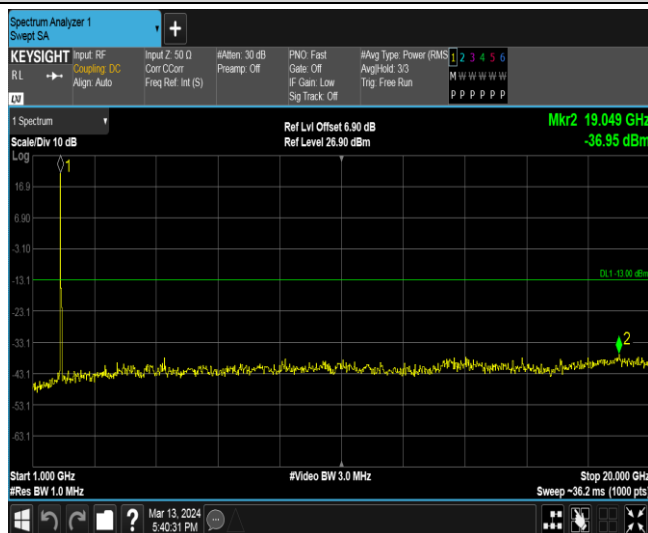 Spectrum Analyzer 1
Swept SA
KEYSIGHT
RL
LXI
Input: RF
Coupling: DC
Align: Auto
Input Z: 50 Ω
Corr CCorr
Freq Ref: Int (S)
#Atten: 30 dB
Preamp: Off
PNO: Fast
Gate: Off
IF Gain: Low
Sig Track: Off
#Avg Type: Power (RMS
Avg|Hold: 3/3
Trig: Free Run
1 2 3 4 5 6
M W W W W W
P P P P P P
1 Spectrum
Scale/Div 10 dB
Ref Lvl Offset 6.90 dB
Ref Level 26.90 dBm
Mkr2 19.049 GHz
-36.95 dBm
Log
1
16.9
6.90
-3.10
DL1 -13.00 dBm
-13.1
-23.1
-33.1
2
-43.1
-53.1
-63.1
Start 1.000 GHz
#Video BW 3.0 MHz
Stop 20.000 GHz
#Res BW 1.0 MHz
Sweep ~36.2 ms (1000 pts)
?
Mar 13, 2024
5:40:31 PM